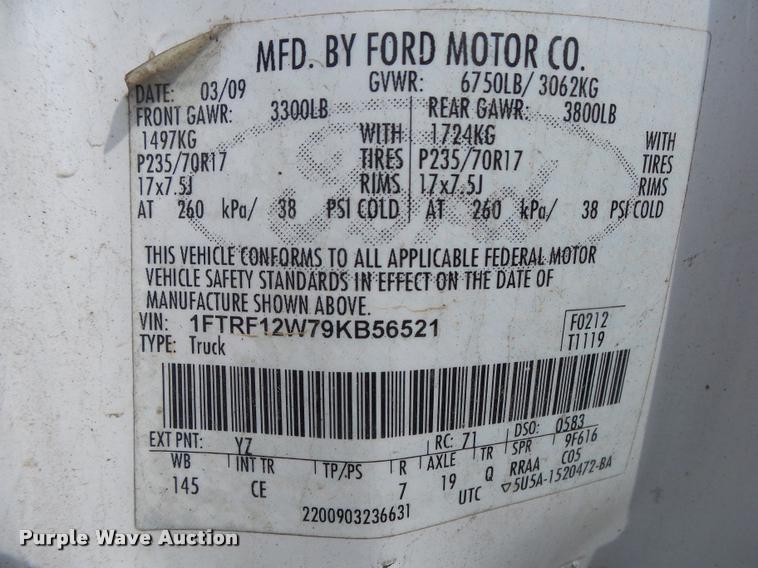 MFD. BY FORD MOTOR CO.
DATE: 03/09 GVWR: 6750LB/ 3062KG
FRONT GAWR: 3300LB REAR GAWR: 3800LB
1497KG WITH 1724KG WITH
P235/70R17 TIRES P235/70R17 TIRES
17x7.5J RIMS 17x7.5J RIMS
AT 260 kPa/ 38 PSI COLD AT 260 kPa/ 38 PSI COLD
Ford
THIS VEHICLE CONFORMS TO ALL APPLICABLE FEDERAL MOTOR
VEHICLE SAFETY STANDARDS IN EFFECT ON THE DATE OF
MANUFACTURE SHOWN ABOVE.
VIN: 1FTRF12W79KB56521 F0212
TYPE: Truck T1119
EXT PNT: YZ RC: 71 DSO: 0583
WB INT TR TP/PS R AXLE TR SPR 9F616
145 CE 7 19 Q RRAA C05
UTC ▽5U5A-1520472-BA
2200903236631
Purple Wave Auction